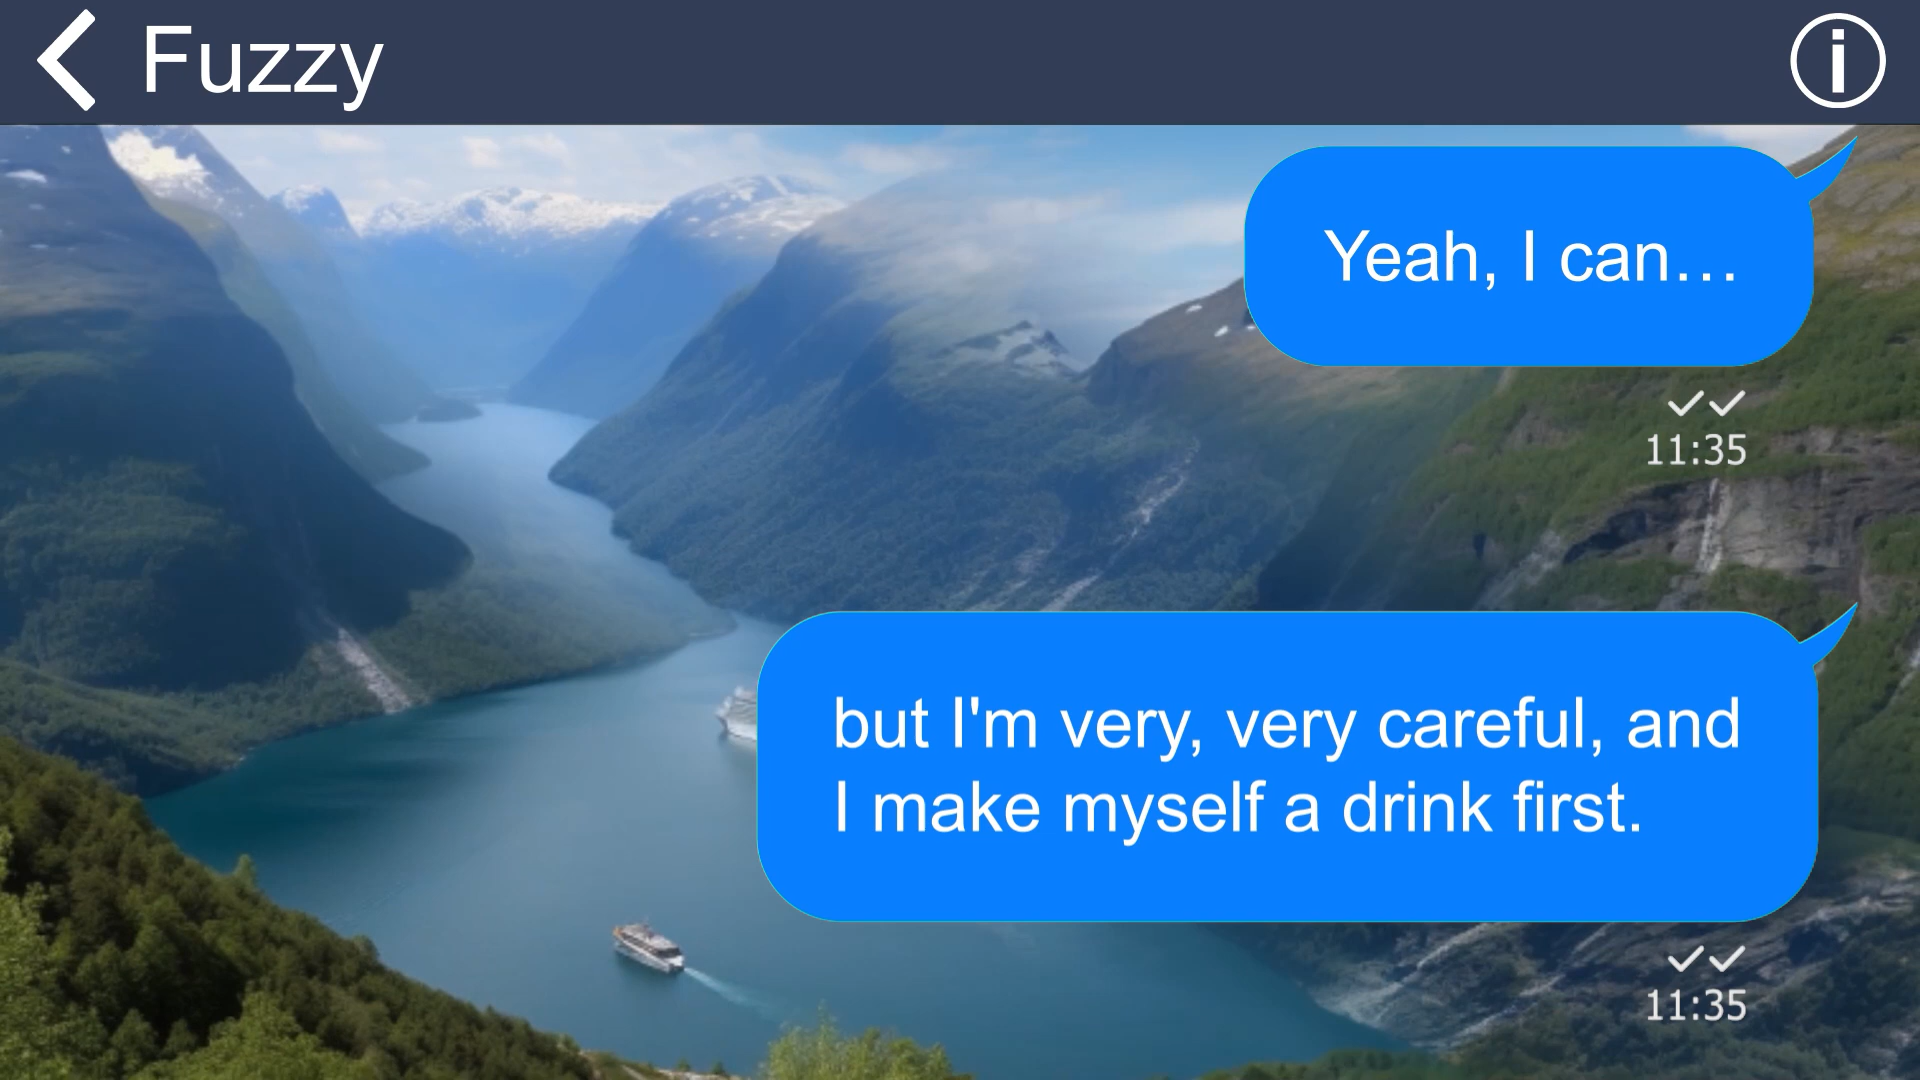 Fuzzy
Yeah, I can…
11:35
but I'm very, very careful, and
I make myself a drink first.
11:35